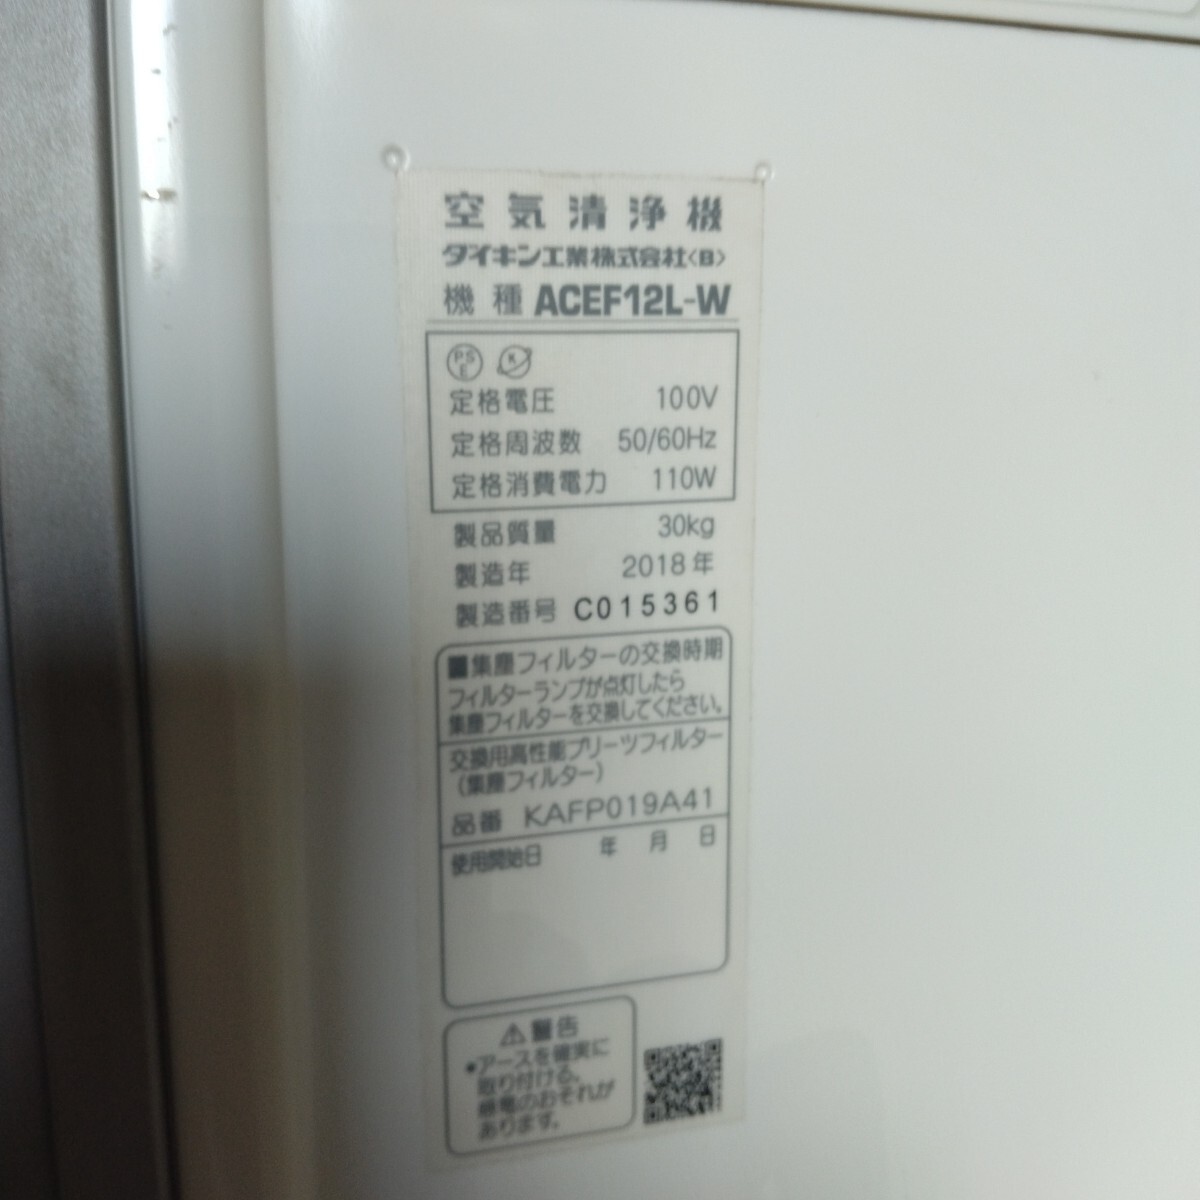 空気清浄機
ダイキン工業株式会社〈B〉
機種 ACEF12L-W
PS
E
K
定格電圧 100V
定格周波数 50/60Hz
定格消費電力 110W
製品質量 30kg
製造年 2018年
製造番号 C015361
■集塵フィルターの交換時期
フィルターランプが点灯したら
集塵フィルターを交換してください。
交換用高性能プリーツフィルター
（集塵フィルター）
品番 KAFP019A41
使用開始日 年 月 日
⚠警告
•アースを確実に
取り付ける。
感電のおそれが
あります。